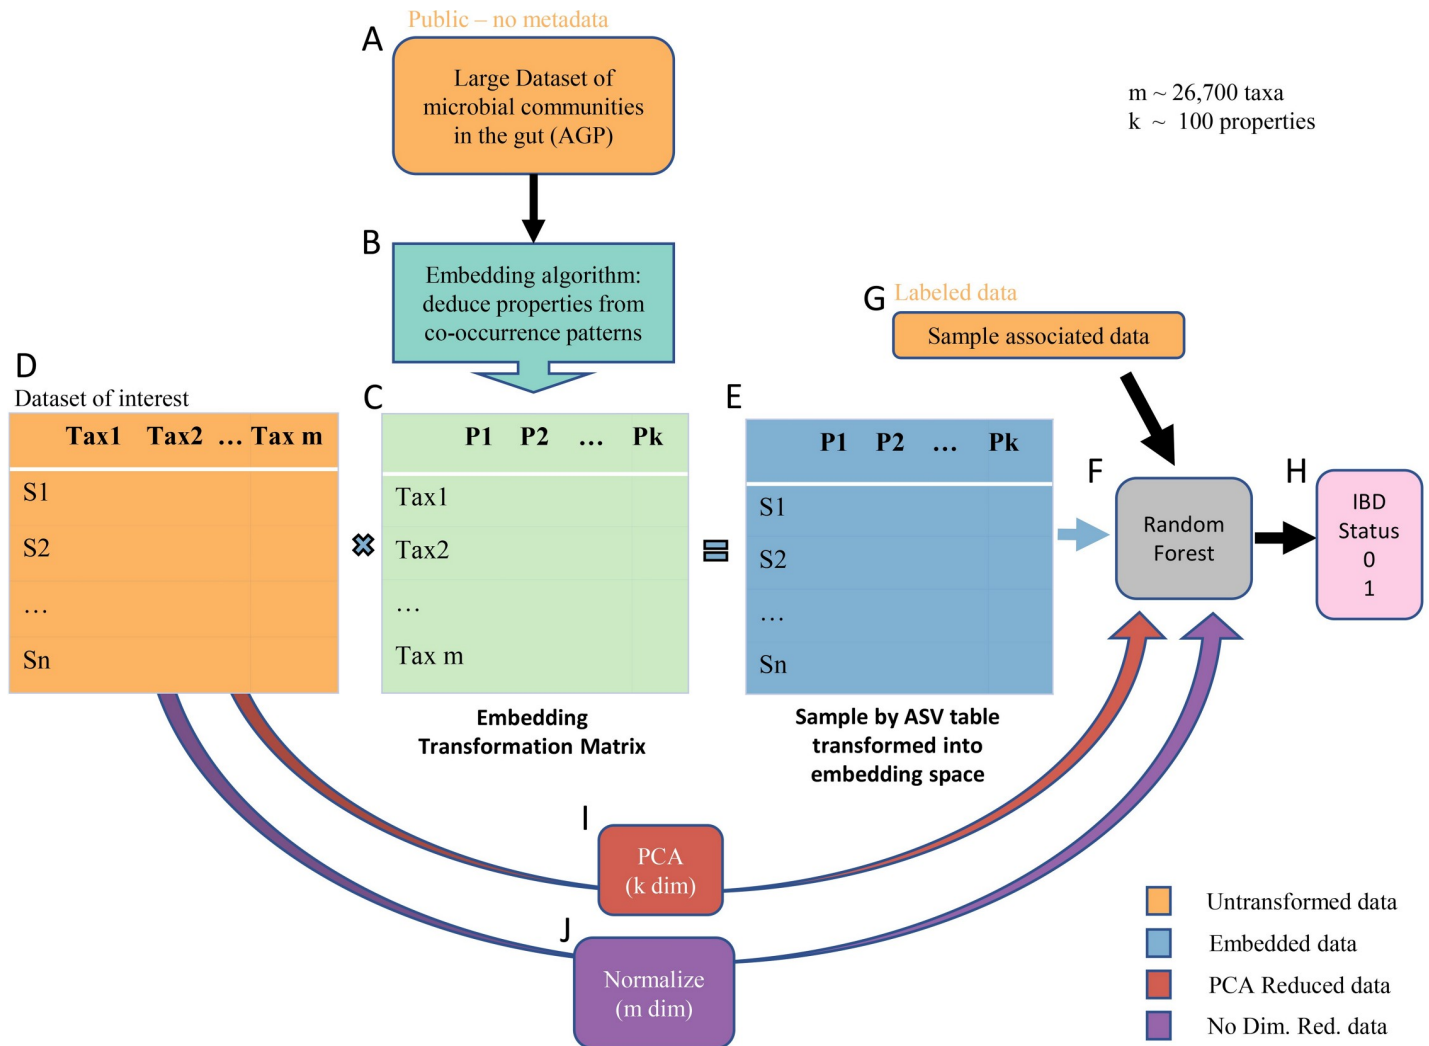 Public – no metadata
A
Large Dataset of
microbial communities
in the gut (AGP)
m ~ 26,700 taxa
k ~ 100 properties
B
Embedding algorithm:
deduce properties from
co-occurrence patterns
G
Labeled data
Sample associated data
D
Dataset of interest
Tax1 Tax2 … Tax m
S1
S2
…
Sn
C
P1 P2 … Pk
Tax1
Tax2
…
Tax m
Embedding
Transformation Matrix
E
P1 P2 … Pk
S1
S2
…
Sn
Sample by ASV table
transformed into
embedding space
F
Random
Forest
H
IBD
Status
0
1
I
PCA
(k dim)
J
Normalize
(m dim)
Untransformed data
Embedded data
PCA Reduced data
No Dim. Red. data